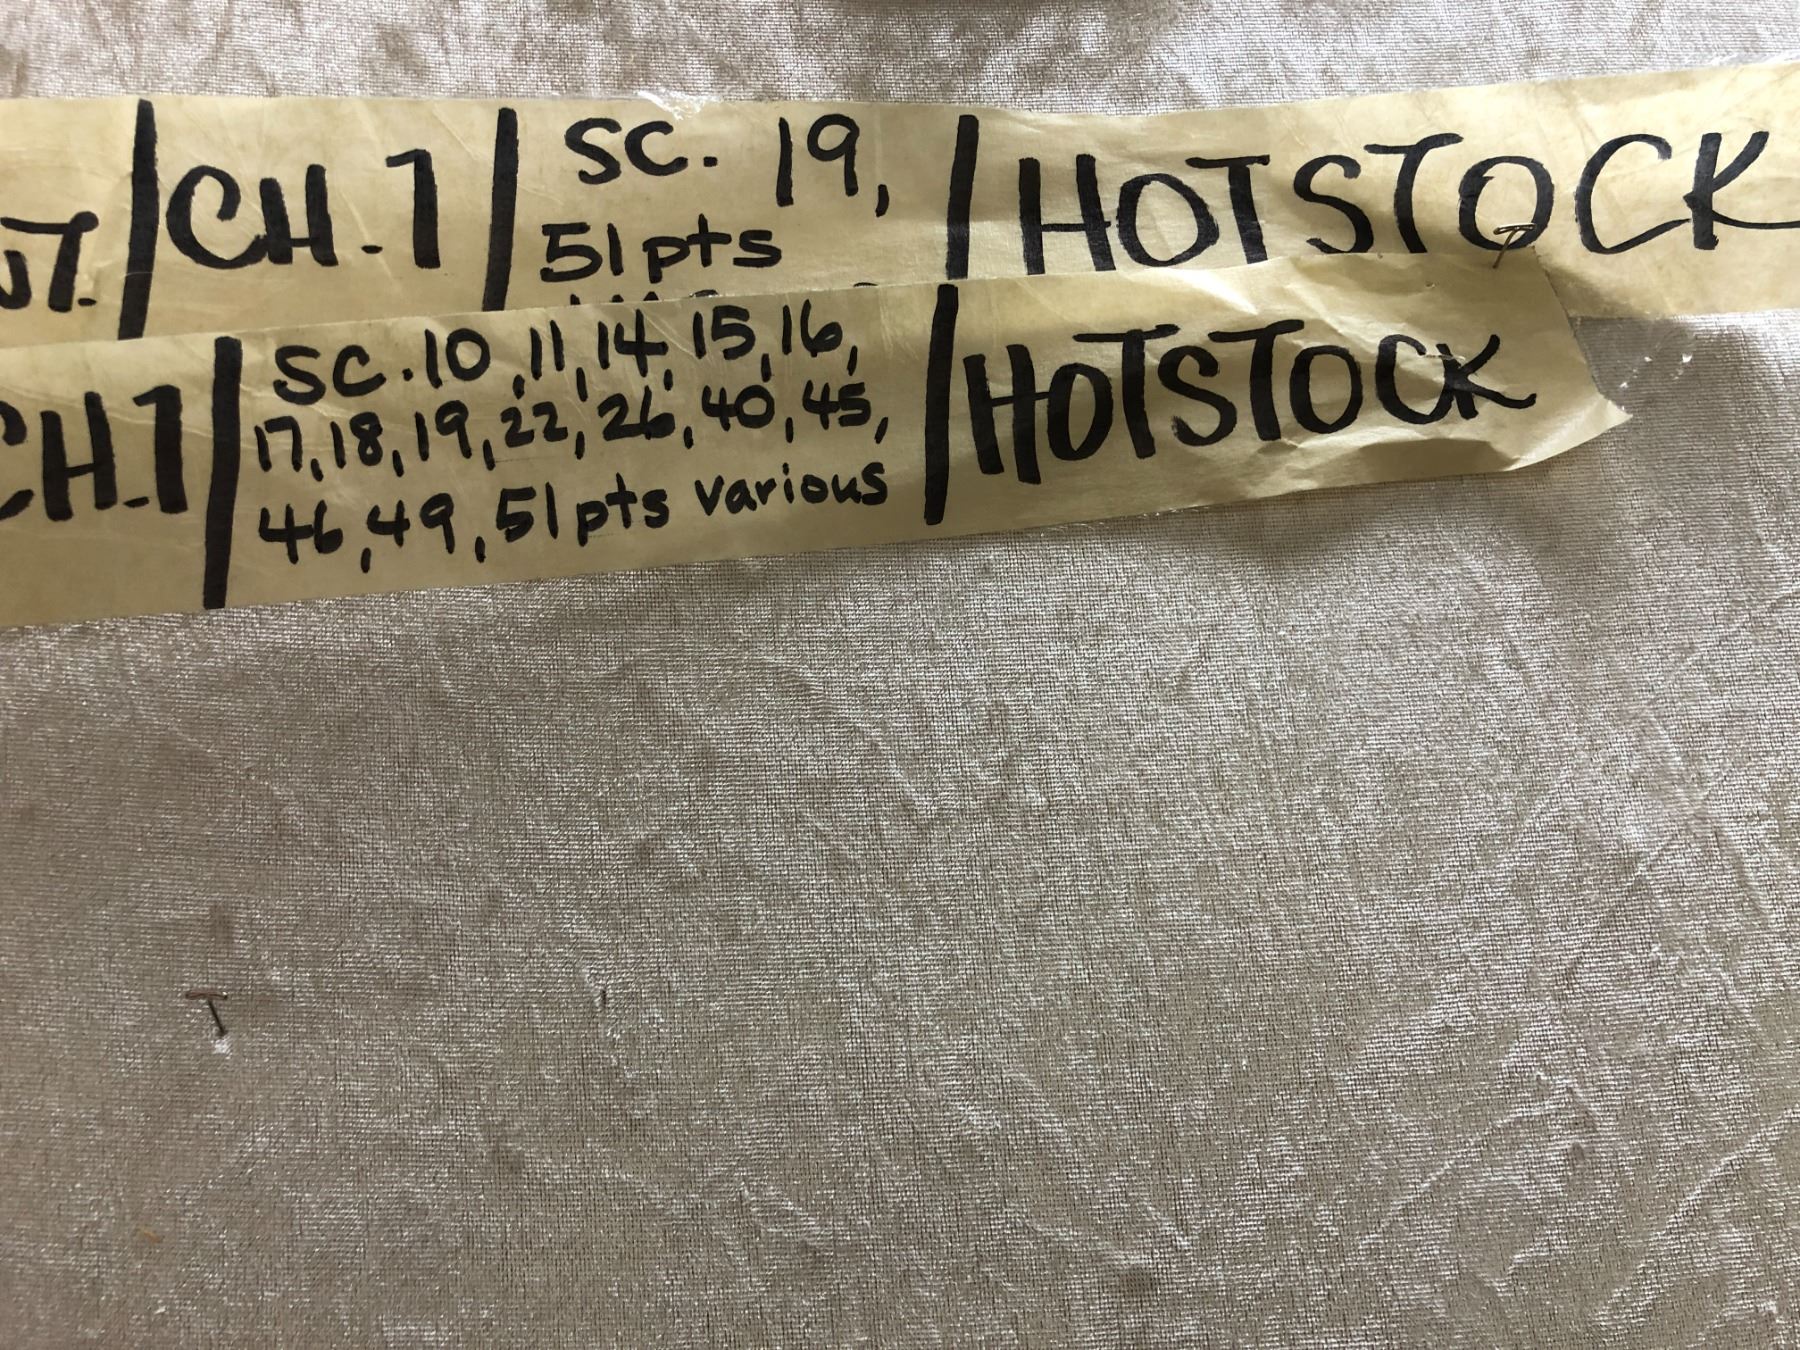 /CH.1/ SC. 19, /HOTSTOCK
51pts
CH.1/ SC.10,11,14,15,16, /HOTSTOCK
17,18,19,22,26,40,45,
46,49,51pts various